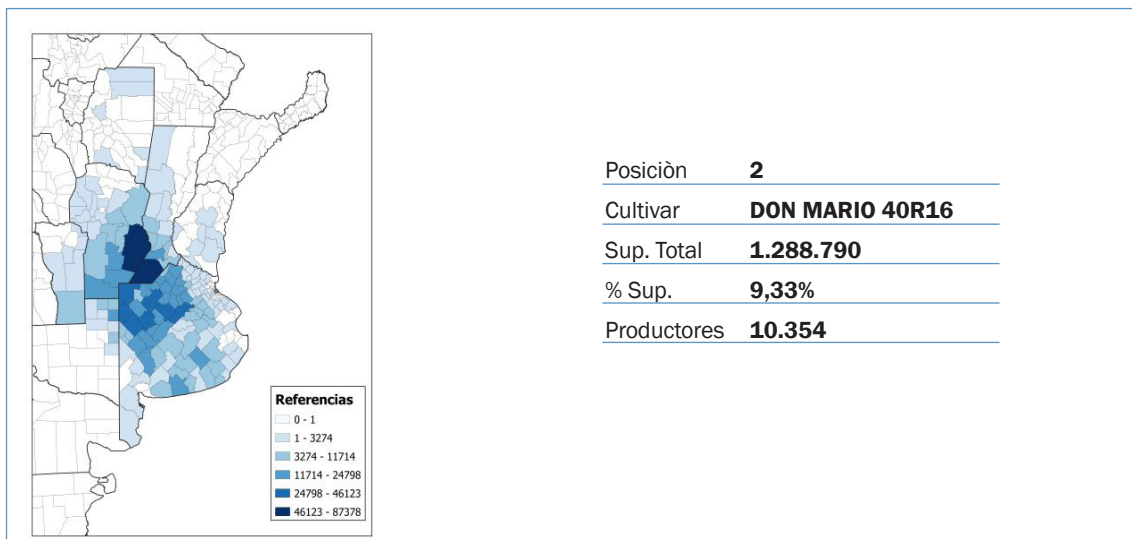 Referencias
0 - 1
1 - 3274
3274 - 11714
11714 - 24798
24798 - 46123
46123 - 87378
Posiciòn 2
Cultivar DON MARIO 40R16
Sup. Total 1.288.790
% Sup. 9,33%
Productores 10.354